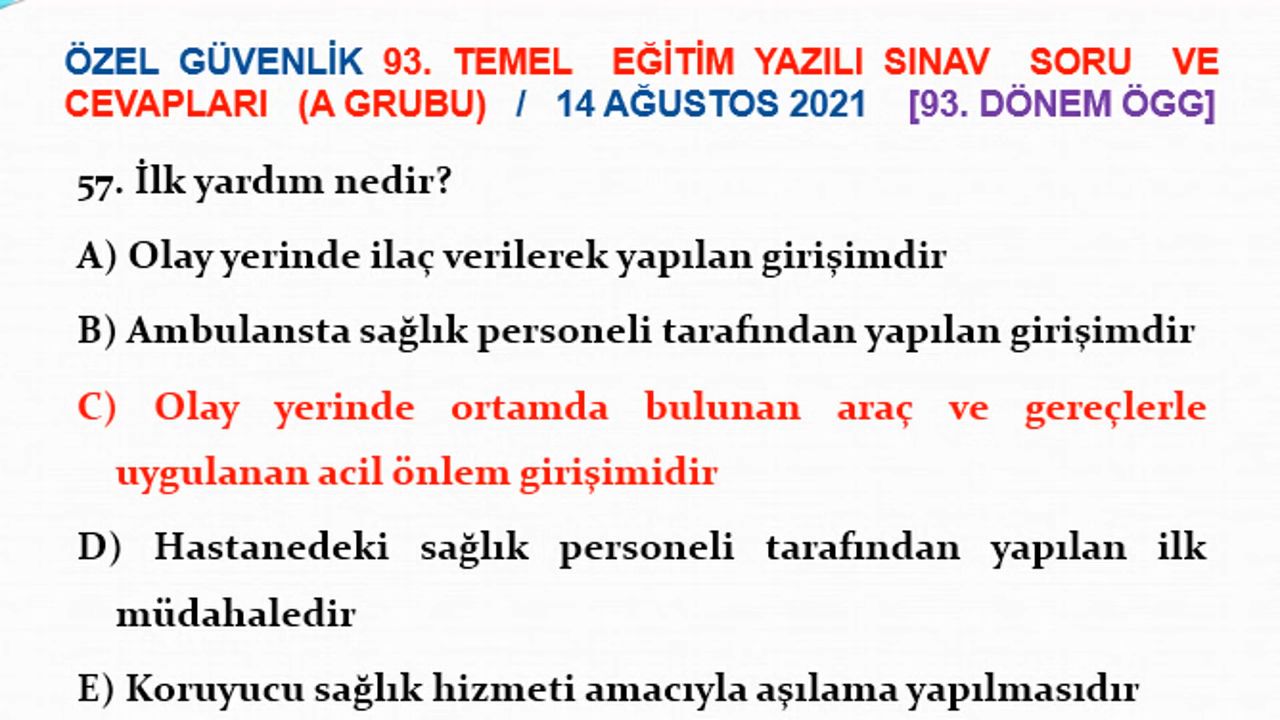 ÖZEL GÜVENLİK 93. TEMEL EĞİTİM YAZILI SINAV SORU VE
CEVAPLARI (A GRUBU) / 14 AĞUSTOS 2021 [93. DÖNEM ÖGG]
57. İlk yardım nedir?
A) Olay yerinde ilaç verilerek yapılan girişimdir
B) Ambulansta sağlık personeli tarafından yapılan girişimdir
C) Olay yerinde ortamda bulunan araç ve gereçlerle
uygulanan acil önlem girişimidir
D) Hastanedeki sağlık personeli tarafından yapılan ilk
müdahaledir
E) Koruyucu sağlık hizmeti amacıyla aşılama yapılmasıdır